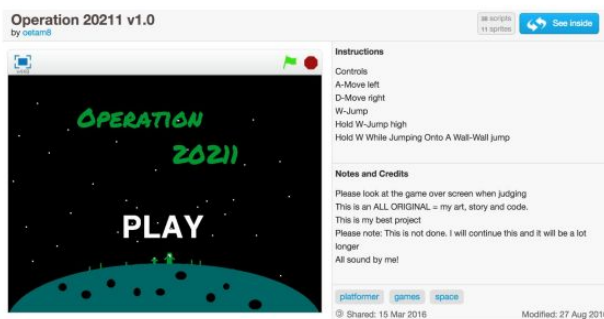 Operation 20211 v1.0
by oetam8
38 scripts
11 sprites
See inside
OPERATION
20211
PLAY
Instructions
Controls
A-Move left
D-Move right
W-Jump
Hold W-Jump high
Hold W While Jumping Onto A Wall-Wall jump
Notes and Credits
Please look at the game over screen when judging
This is an ALL ORIGINAL = my art, story and code.
This is my best project
Please note: This is not done. I will continue this and it will be a lot
longer
All sound by me!
platformer games space
Shared: 15 Mar 2016 Modified: 27 Aug